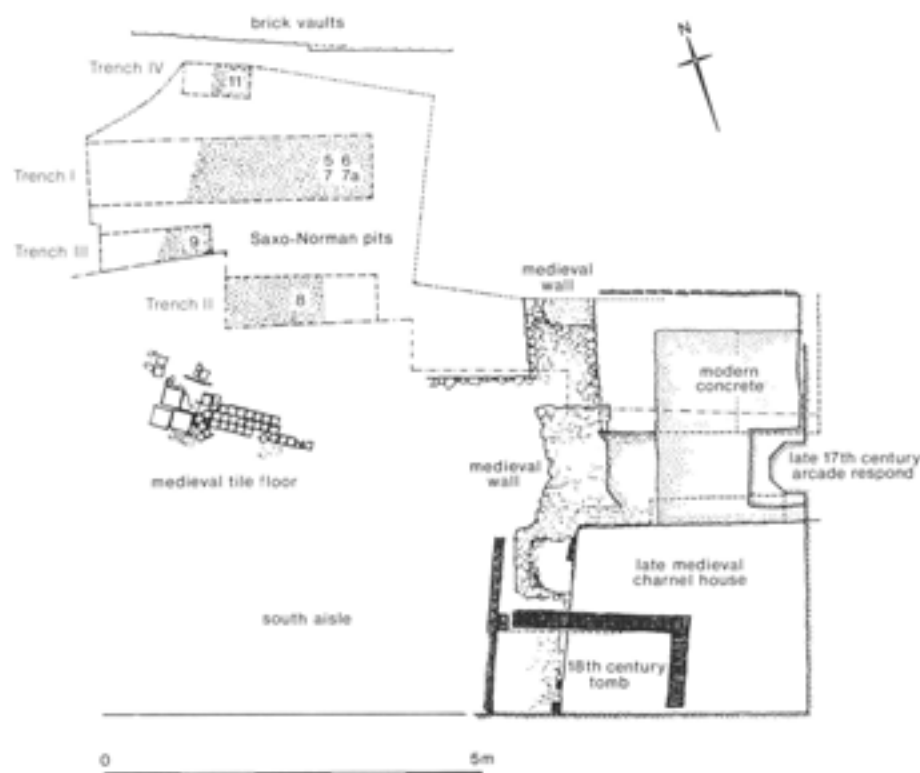 brick vaults
N
Trench IV
11
Trench I
5 6
7 7a
Trench III
9
Saxo-Norman pits
Trench II
8
medieval
wall
modern
concrete
medieval
wall
late 17th century
arcade respond
medieval tile floor
late medieval
charnel house
south aisle
18th century
tomb
0
5m